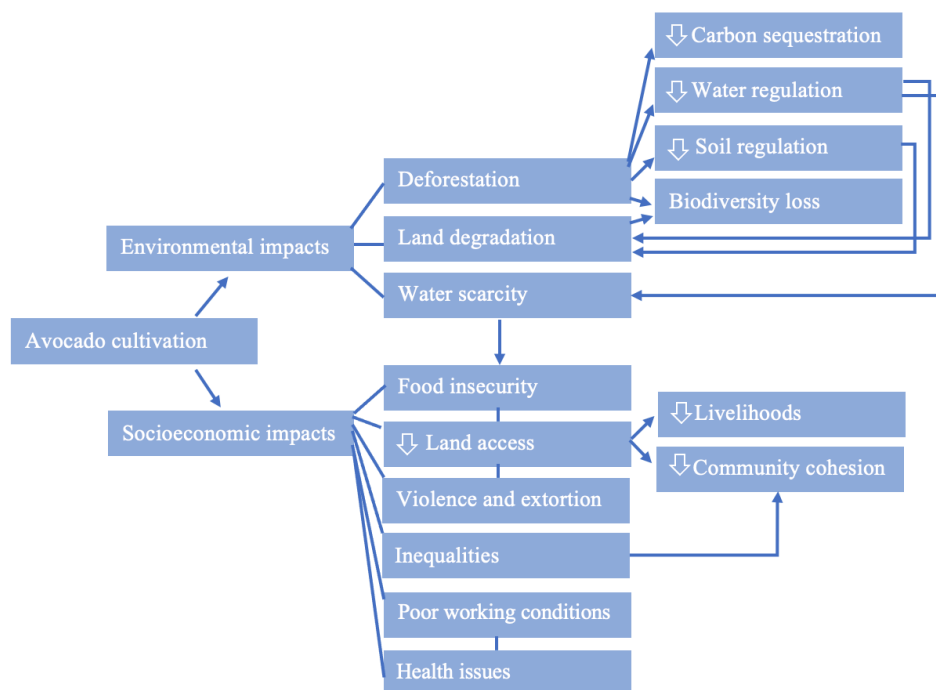 Carbon sequestration
Water regulation
Soil regulation
Deforestation
Biodiversity loss
Environmental impacts
Land degradation
Water scarcity
Avocado cultivation
Food insecurity
Socioeconomic impacts
Land access
Livelihoods
Community cohesion
Violence and extortion
Inequalities
Poor working conditions
Health issues